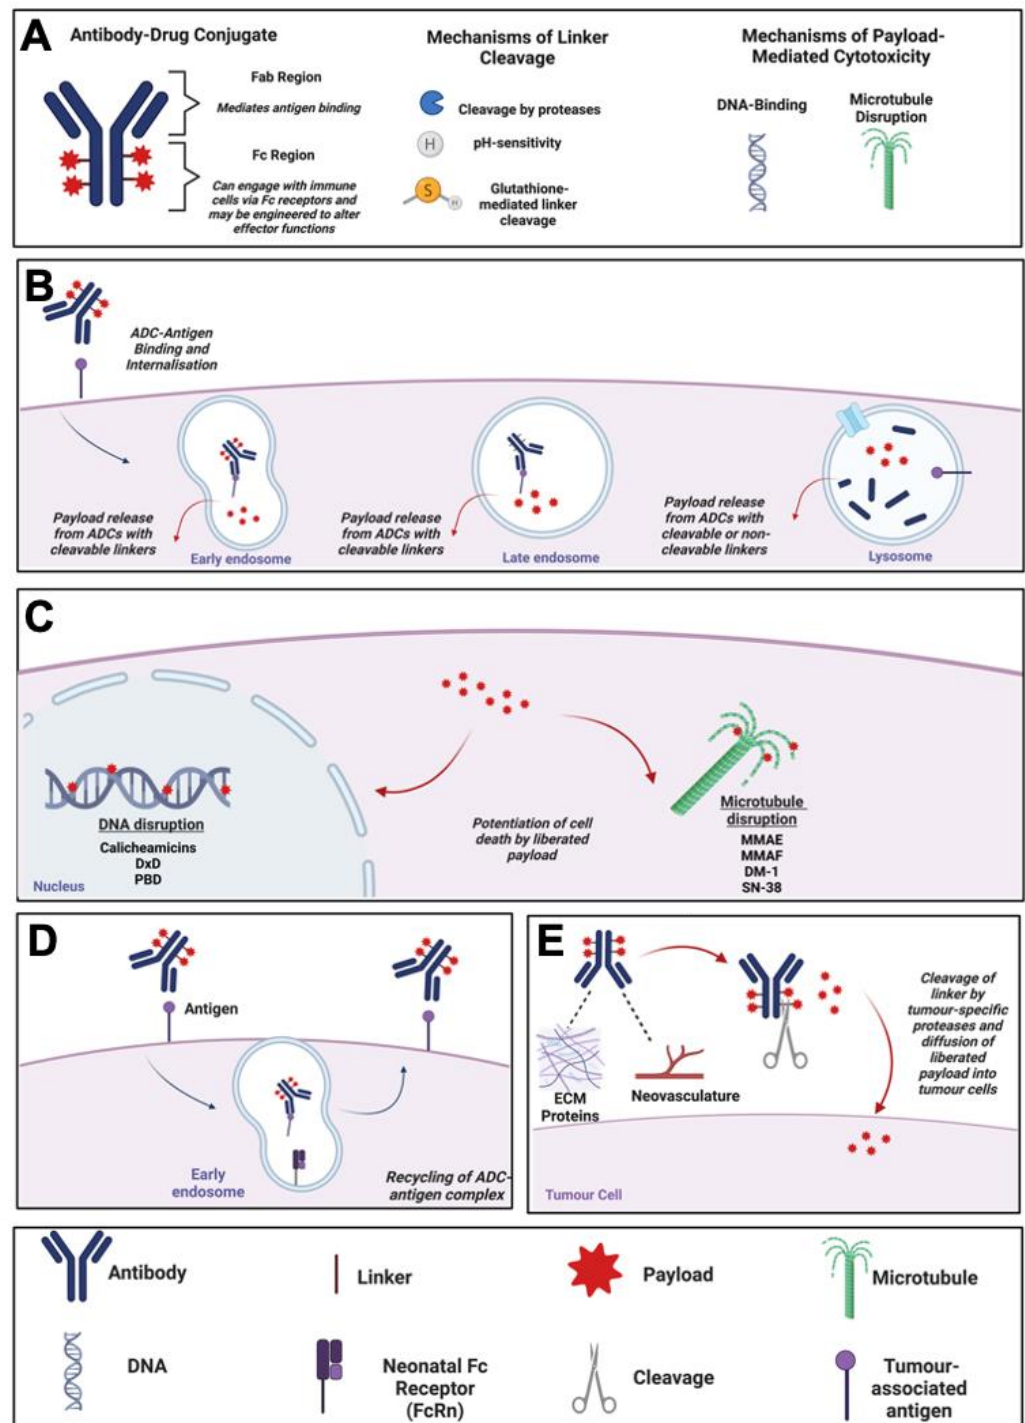 A
Antibody-Drug Conjugate
Fab Region
Mediates antigen binding
Fc Region
Can engage with immune
cells via Fc receptors and
may be engineered to alter
effector functions
Mechanisms of Linker
Cleavage
Cleavage by proteases
H
pH-sensitivity
S
H
Glutathione-
mediated linker
cleavage
Mechanisms of Payload-
Mediated Cytotoxicity
DNA-Binding
Microtubule
Disruption
B
ADC-Antigen
Binding and
Internalisation
Payload release
from ADCs with
cleavable linkers
Early endosome
Payload release
from ADCs with
cleavable linkers
Late endosome
Payload release
from ADCs with
cleavable or non-
cleavable linkers
Lysosome
C
DNA disruption
Calicheamicins
DxD
PBD
Nucleus
Potentiation of cell
death by liberated
payload
Microtubule
disruption
MMAE
MMAF
DM-1
SN-38
D
Antigen
Early
endosome
Recycling of ADC-
antigen complex
E
ECM
Proteins
Neovasculature
Cleavage of
linker by
tumour-specific
proteases and
diffusion of
liberated
payload into
tumour cells
Tumour Cell
Antibody
Linker
Payload
Microtubule
DNA
Neonatal Fc
Receptor
(FcRn)
Cleavage
Tumour-
associated
antigen